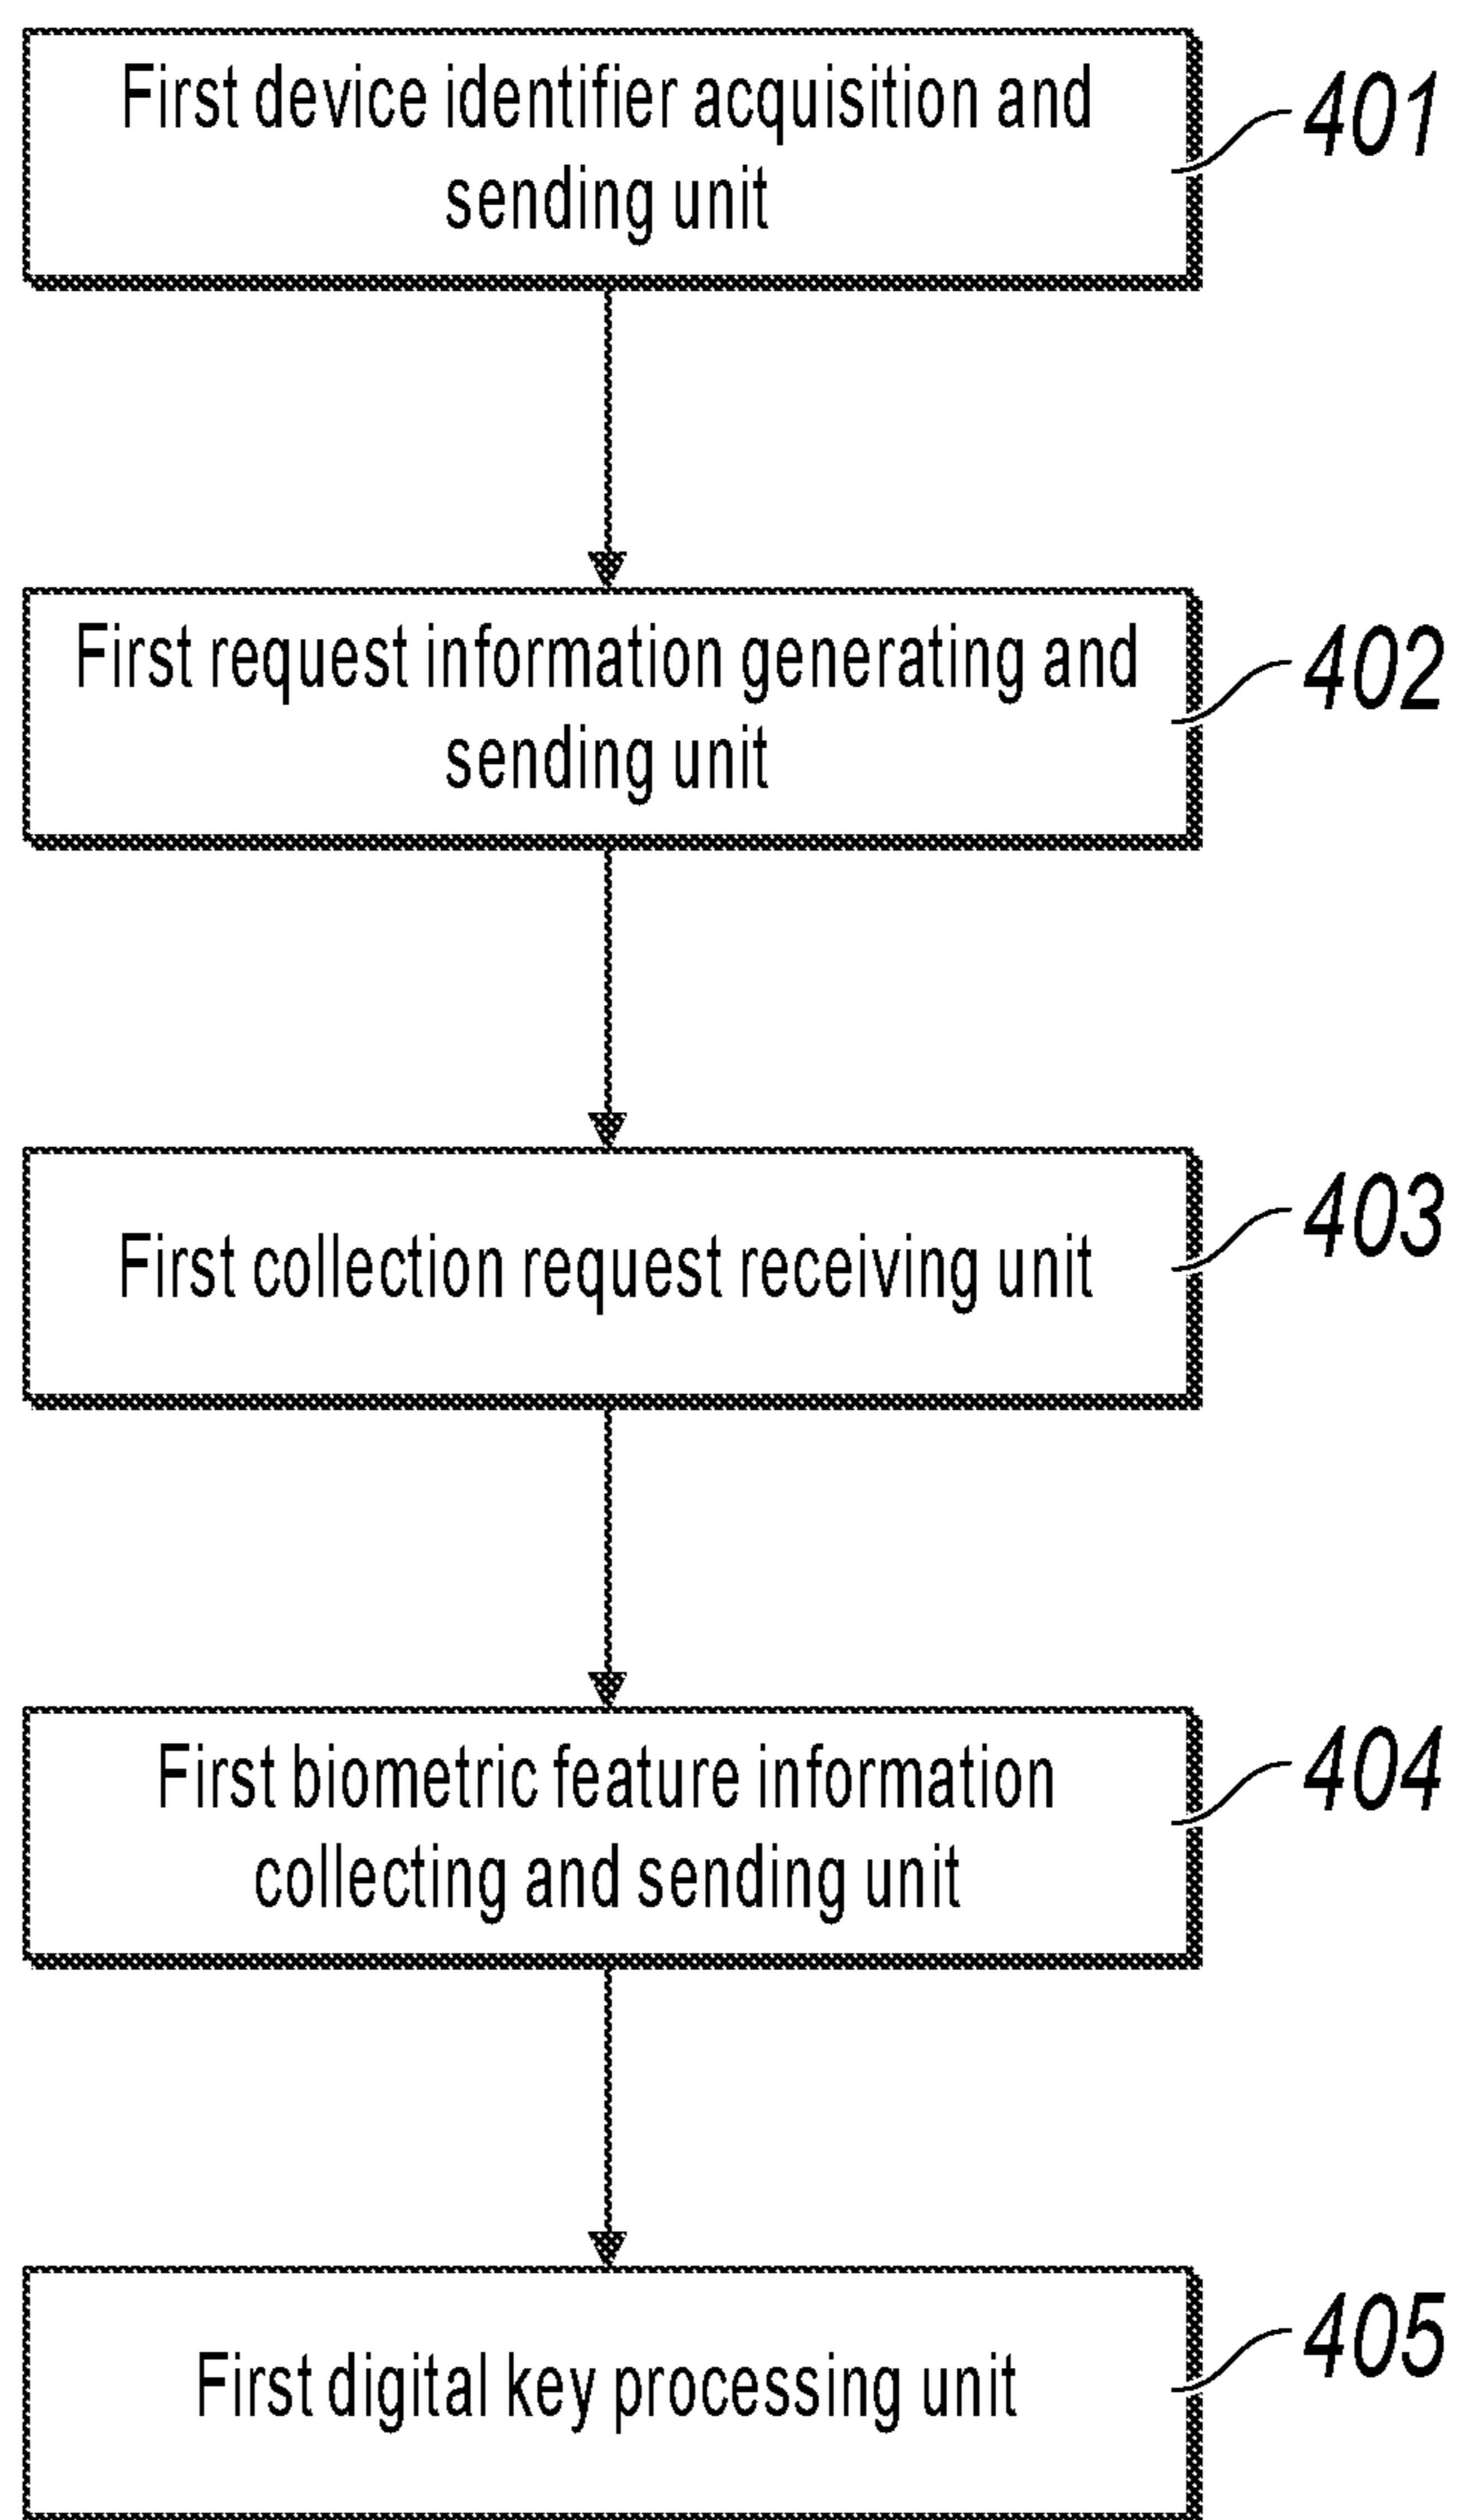 First device identifier acquisition and
sending unit
401
First request information generating and
sending unit
402
First collection request receiving unit
403
First biometric feature information
collecting and sending unit
404
First digital key processing unit
405